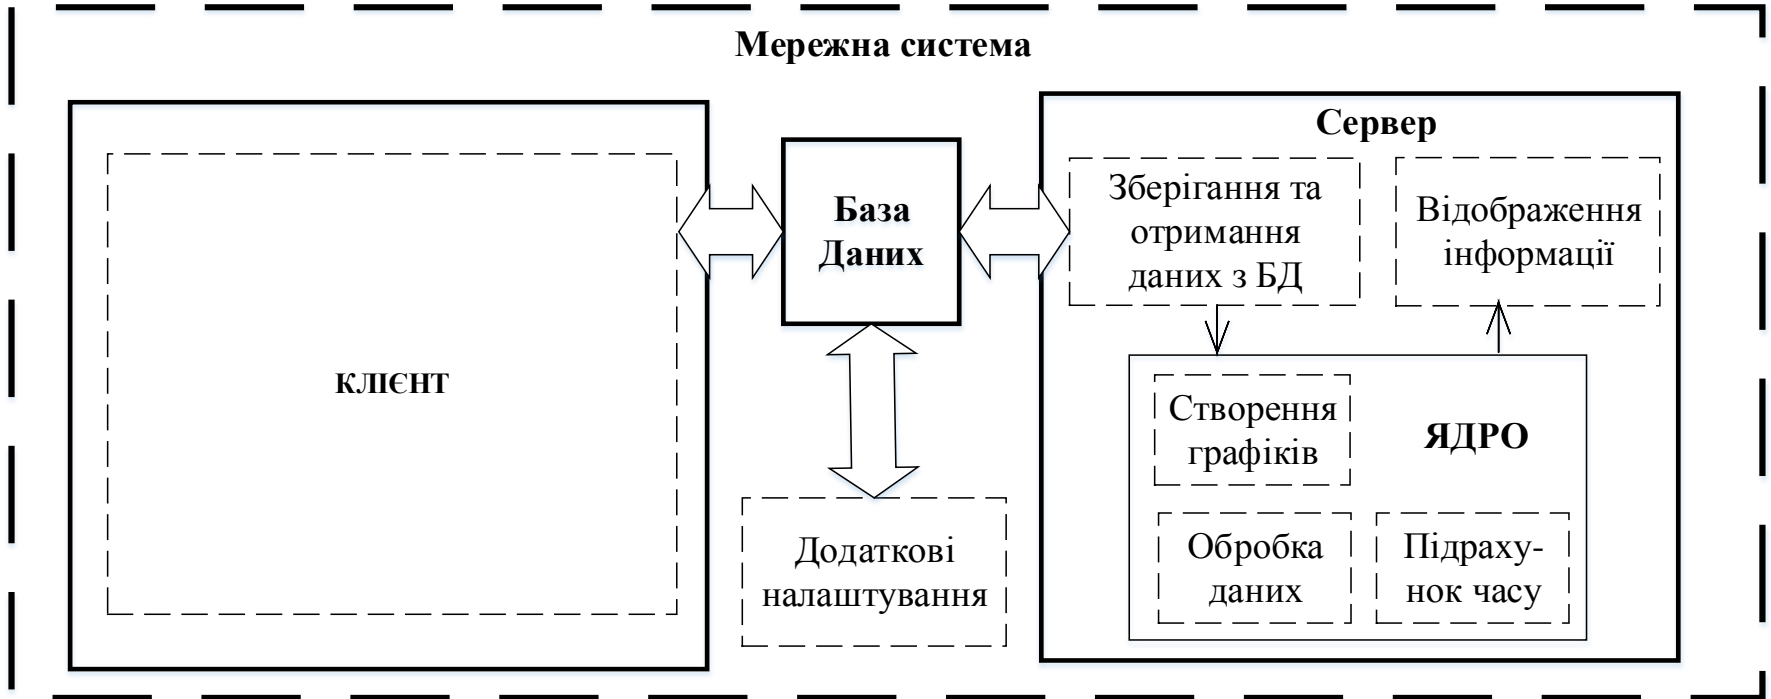 Мережна система
КЛІЄНТ
База
Даних
Додаткові
налаштування
Сервер
Зберігання та
отримання
даних з БД
Відображення
інформації
Створення
графіків
ЯДРО
Обробка
даних
Підраху-
нок часу